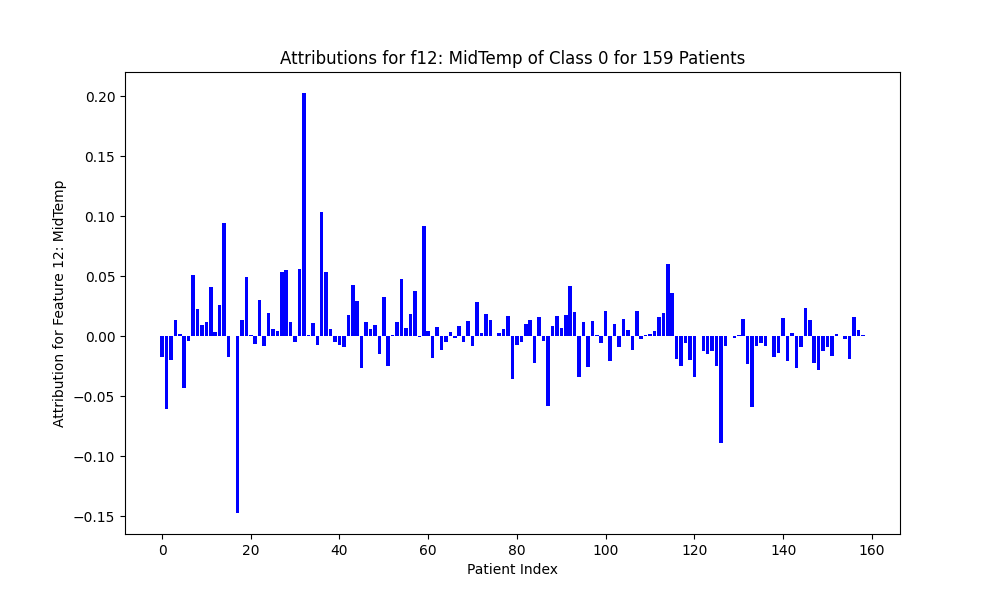 Attributions for f12: MidTemp of Class 0 for 159 Patients
Attribution for Feature 12: MidTemp
0.20
0.15
0.10
0.05
0.00
−0.05
−0.10
−0.15
0 20 40 60 80 100 120 140 160
Patient Index